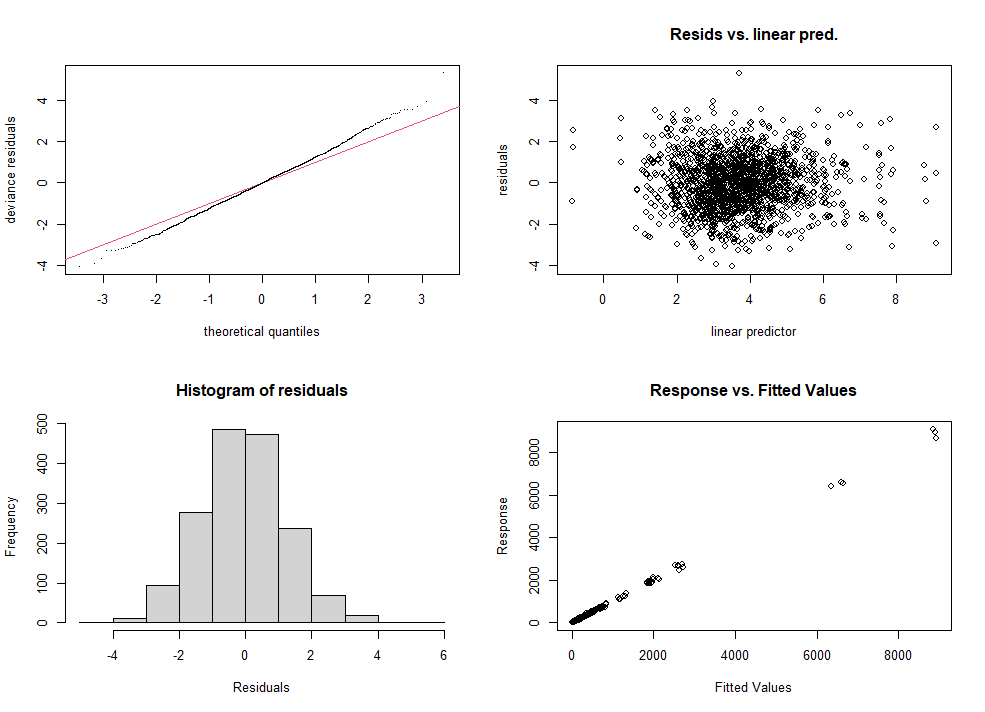 deviance residuals
-4 -2 0 2 4
-3 -2 -1 0 1 2 3
theoretical quantiles
Resids vs. linear pred.
residuals
-4 -2 0 2 4
0 2 4 6 8
linear predictor
Histogram of residuals
Frequency
0 100 200 300 400 500
-4 -2 0 2 4 6
Residuals
Response vs. Fitted Values
Response
0 2000 4000 6000 8000
0 2000 4000 6000 8000
Fitted Values